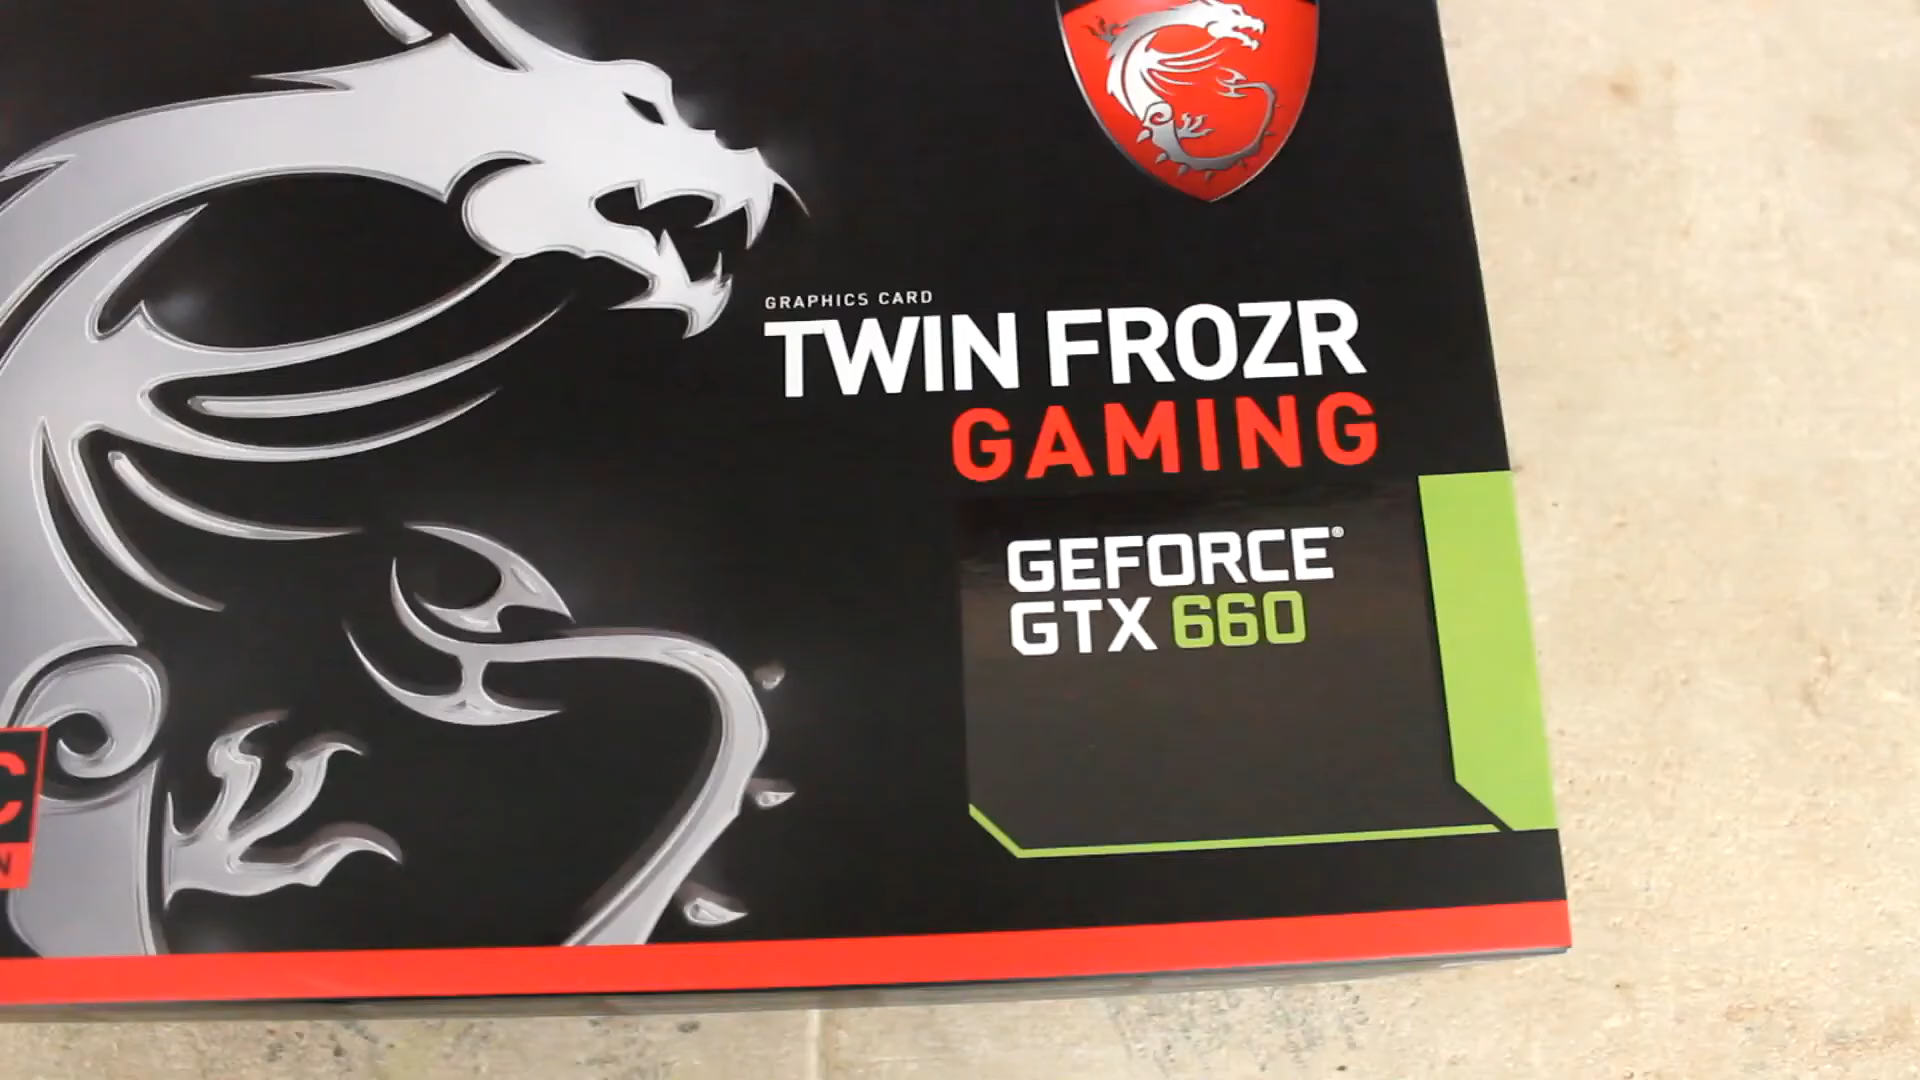 GRAPHICS CARD
TWIN FROZR
GAMING
GEFORCE®
GTX 660
C
N